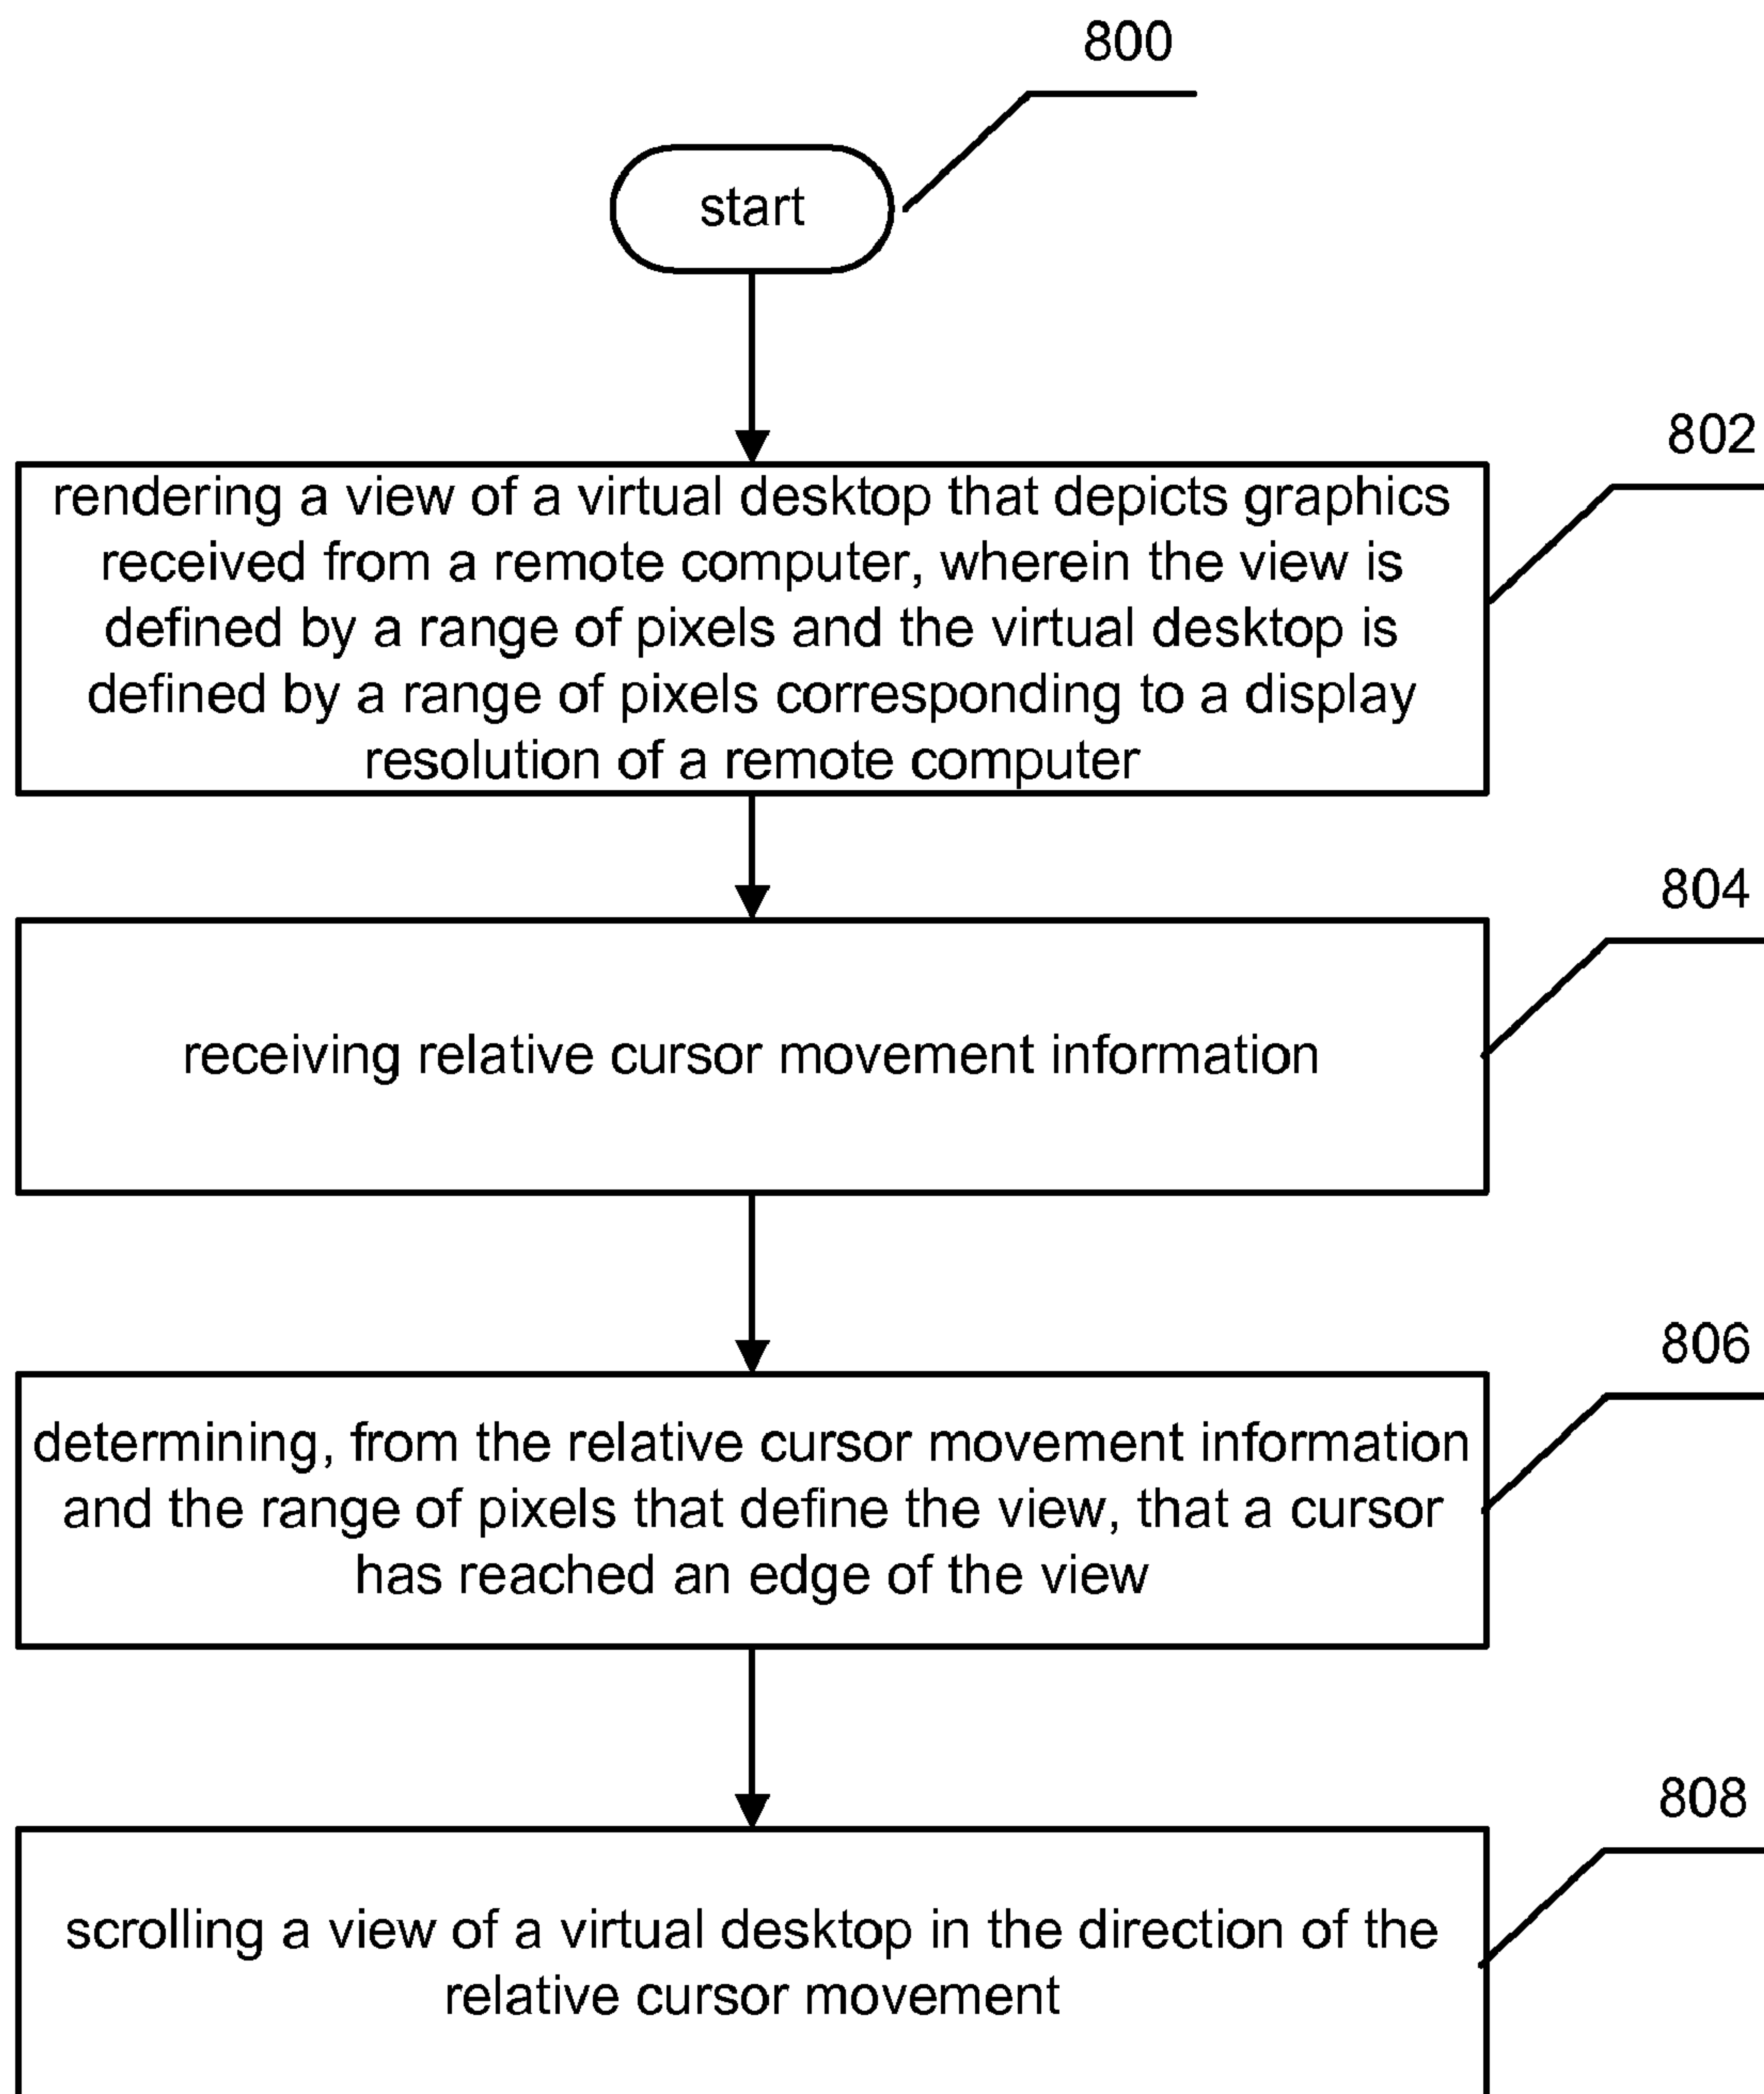 800
start
802
rendering a view of a virtual desktop that depicts graphics
received from a remote computer, wherein the view is
defined by a range of pixels and the virtual desktop is
defined by a range of pixels corresponding to a display
resolution of a remote computer
804
receiving relative cursor movement information
806
determining, from the relative cursor movement information
and the range of pixels that define the view, that a cursor
has reached an edge of the view
808
scrolling a view of a virtual desktop in the direction of the
relative cursor movement